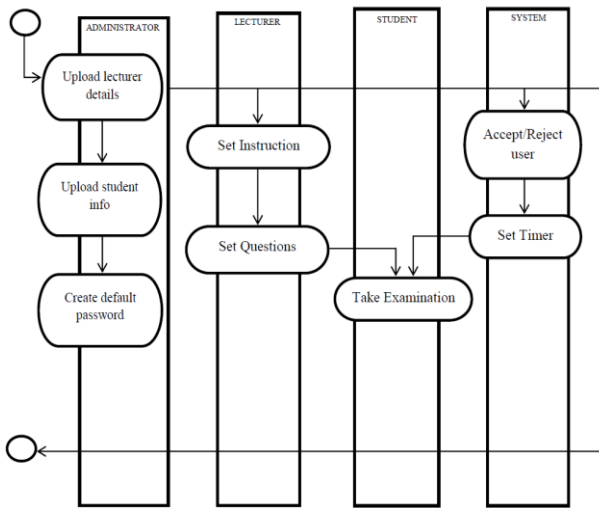 ADMINISTRATOR
LECTURER
STUDENT
SYSTEM
Upload lecturer
details
Set Instruction
Accept/Reject
user
Upload student
info
Set Questions
Set Timer
Create default
password
Take Examination